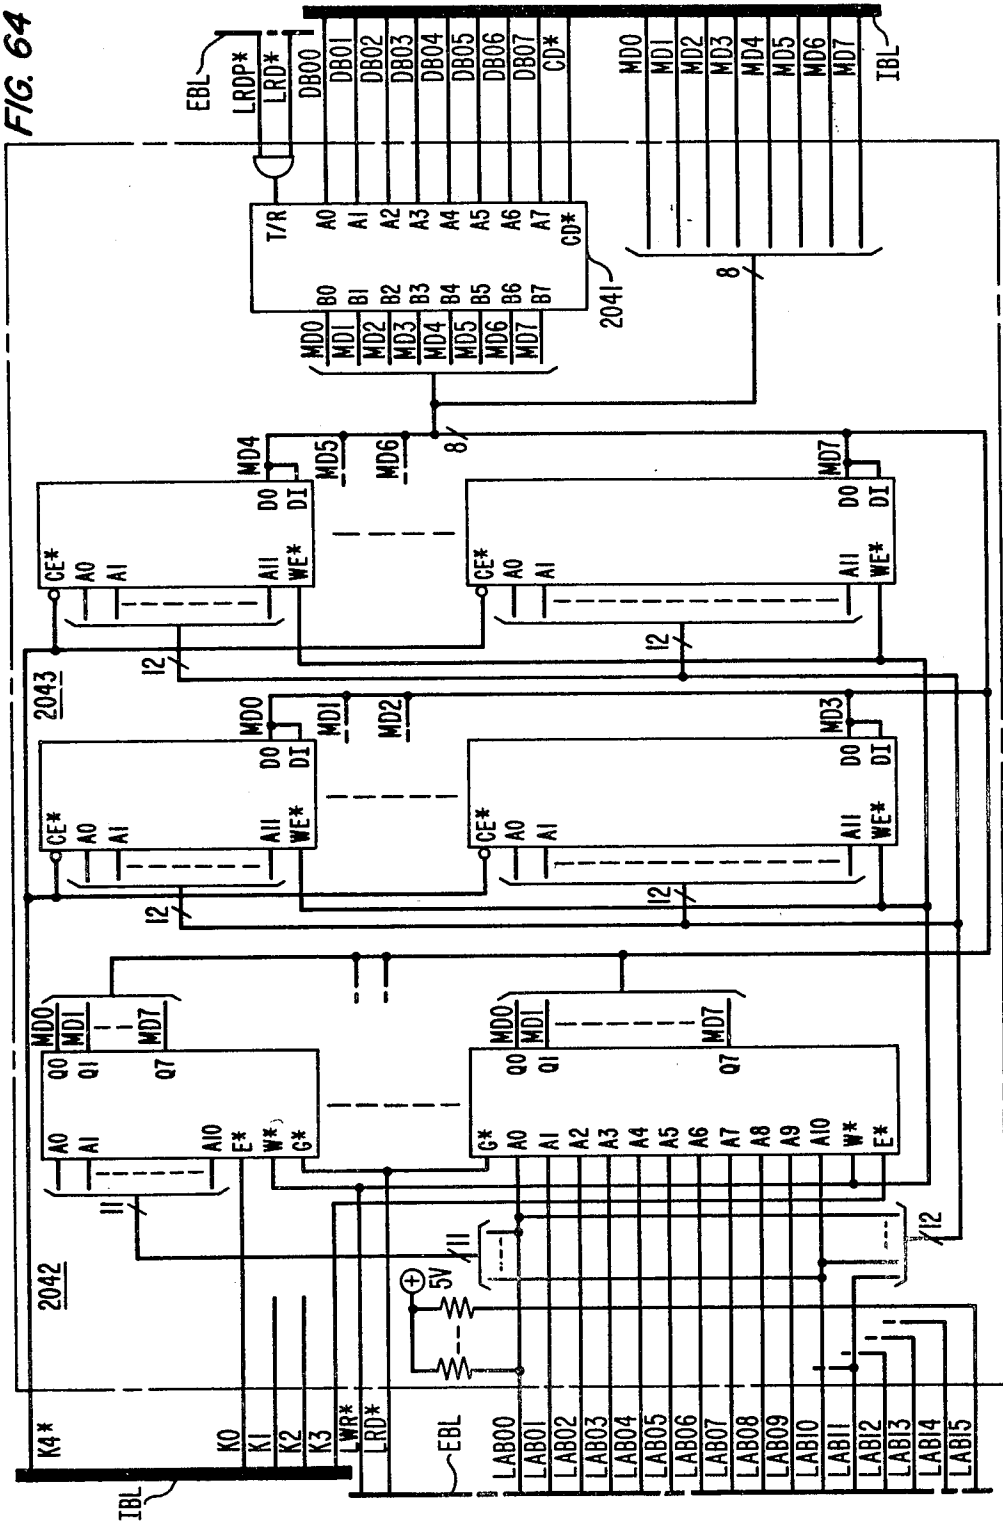 FIG. 64
EBL
LRDP*
LRD*
DB00
DB01
DB02
DB03
DB04
DB05
DB06
DB07
CD*
MD0
MD1
MD2
MD3
MD4
MD5
MD6
MD7
IBL
T/R
A0
A1
A2
A3
A4
A5
A6
A7
CD*
B0
B1
B2
B3
B4
B5
B6
B7
2041
MD0
MD1
MD2
MD3
MD4
MD5
MD6
MD7
8
8
MD4
MD5
MD6
MD7
D0
DI
D0
DI
CE*
A0
A1
A11
WE*
CE*
A0
A1
A11
WE*
12
12
2043
MD0
MD1
MD2
MD3
D0
DI
D0
DI
CE*
A0
A1
A11
WE*
CE*
A0
A1
A11
WE*
12
12
MD0
MD1
MD7
MD0
MD1
MD7
Q0
Q1
Q7
Q0
Q1
Q7
A0
A1
A10
E*
W*
G*
G*
A0
A1
A2
A3
A4
A5
A6
A7
A8
A9
A10
W*
E*
11
11
12
2042
5V
K4*
K0
K1
K2
K3
LWR*
LRD*
IBL
EBL
LAB00
LAB01
LAB02
LAB03
LAB04
LAB05
LAB06
LAB07
LAB08
LAB09
LAB10
LAB11
LAB12
LAB13
LAB14
LAB15